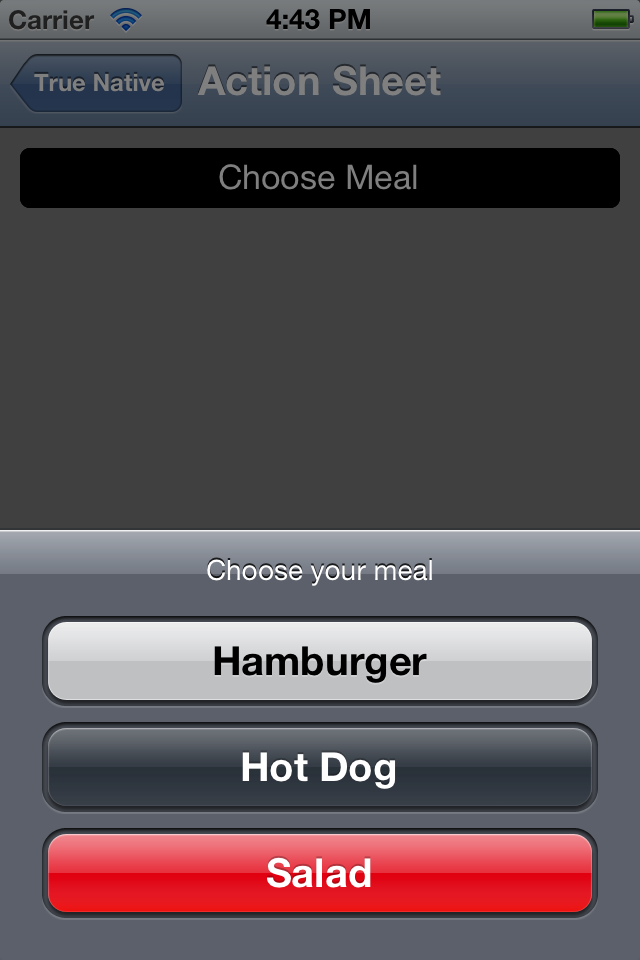 Carrier 4:43 PM
True Native Action Sheet
Choose Meal
Choose your meal
Hamburger
Hot Dog
Salad